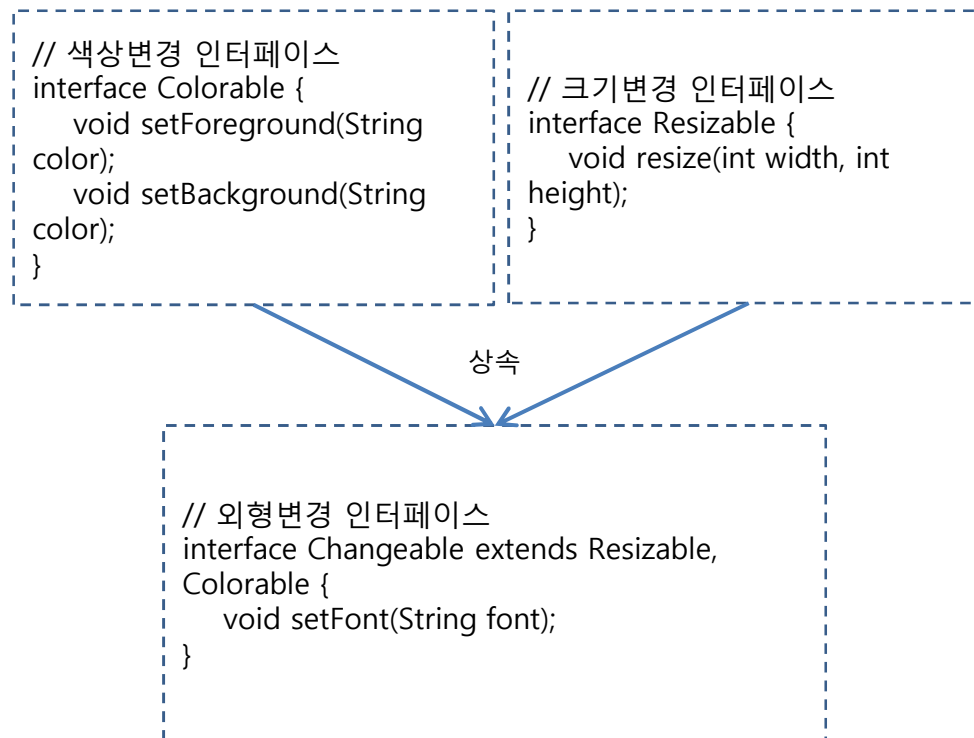 // 색상변경 인터페이스
interface Colorable {
void setForeground(String
color);
void setBackground(String
color);
}
// 크기변경 인터페이스
interface Resizable {
void resize(int width, int
height);
}
상속
// 외형변경 인터페이스
interface Changeable extends Resizable,
Colorable {
void setFont(String font);
}